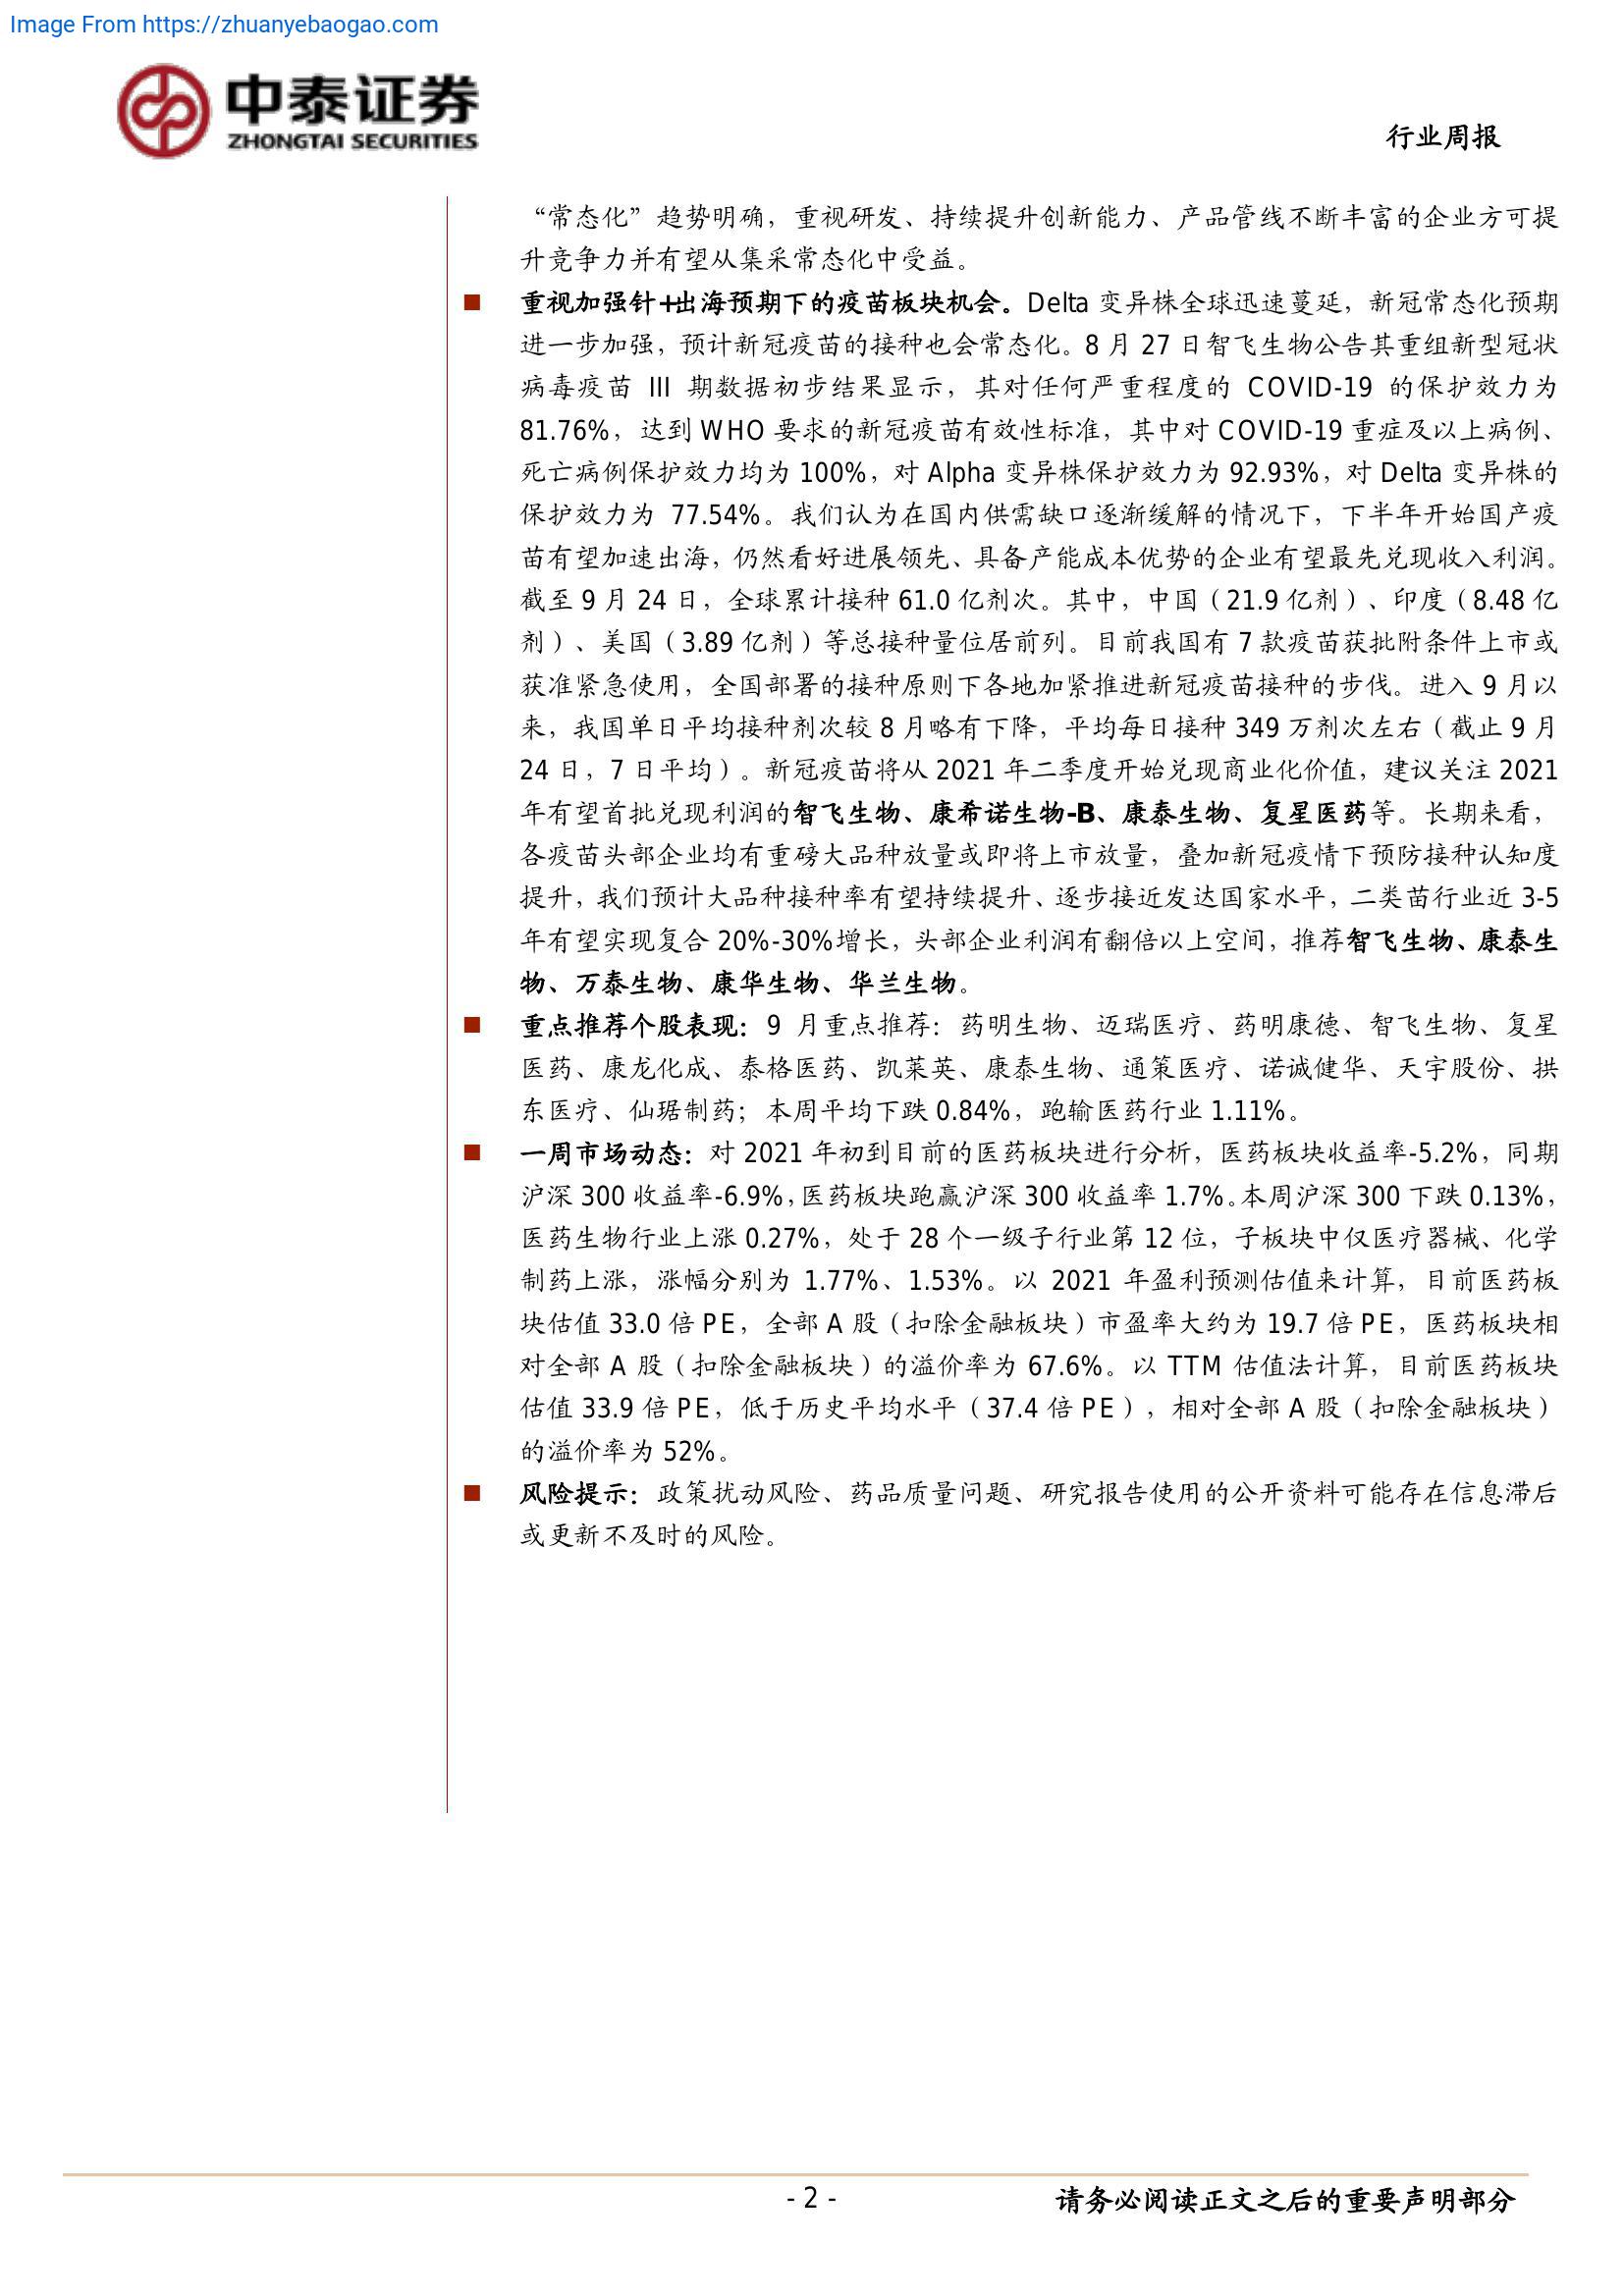 Image From https://zhuanyebaogao.com
中泰证券
ZHONGTAI SECURITIES
行业周报
“常态化”趋势明确，重视研发、持续提升创新能力、产品管线不断丰富的企业方可提
升竞争力并有望从集采常态化中受益。
■ 重视加强针+出海预期下的疫苗板块机会。Delta 变异株全球迅速蔓延，新冠常态化预期
进一步加强，预计新冠疫苗的接种也会常态化。8 月 27 日智飞生物公告其重组新型冠状
病毒疫苗 III 期数据初步结果显示，其对任何严重程度的 COVID-19 的保护效力为
81.76%，达到 WHO 要求的新冠疫苗有效性标准，其中对 COVID-19 重症及以上病例、
死亡病例保护效力均为 100%，对 Alpha 变异株保护效力为 92.93%，对 Delta 变异株的
保护效力为 77.54%。我们认为在国内供需缺口逐渐缓解的情况下，下半年开始国产疫
苗有望加速出海，仍然看好进展领先、具备产能成本优势的企业有望最先兑现收入利润。
截至 9 月 24 日，全球累计接种 61.0 亿剂次。其中，中国（21.9 亿剂）、印度（8.48 亿
剂）、美国（3.89 亿剂）等总接种量位居前列。目前我国有 7 款疫苗获批附条件上市或
获准紧急使用，全国部署的接种原则下各地加紧推进新冠疫苗接种的步伐。进入 9 月以
来，我国单日平均接种剂次较 8 月略有下降，平均每日接种 349 万剂次左右（截止 9 月
24 日，7 日平均）。新冠疫苗将从 2021 年二季度开始兑现商业化价值，建议关注 2021
年有望首批兑现利润的智飞生物、康希诺生物-B、康泰生物、复星医药等。长期来看，
各疫苗头部企业均有重磅大品种放量或即将上市放量，叠加新冠疫情下预防接种认知度
提升，我们预计大品种接种率有望持续提升、逐步接近发达国家水平，二类苗行业近 3-5
年有望实现复合 20%-30%增长，头部企业利润有翻倍以上空间，推荐智飞生物、康泰生
物、万泰生物、康华生物、华兰生物。
■ 重点推荐个股表现：9 月重点推荐：药明生物、迈瑞医疗、药明康德、智飞生物、复星
医药、康龙化成、泰格医药、凯莱英、康泰生物、通策医疗、诺诚健华、天宇股份、拱
东医疗、仙琚制药；本周平均下跌 0.84%，跑输医药行业 1.11%。
■ 一周市场动态：对 2021 年初到目前的医药板块进行分析，医药板块收益率-5.2%，同期
沪深 300 收益率-6.9%，医药板块跑赢沪深 300 收益率 1.7%。本周沪深 300 下跌 0.13%，
医药生物行业上涨 0.27%，处于 28 个一级子行业第 12 位，子板块中仅医疗器械、化学
制药上涨，涨幅分别为 1.77%、1.53%。以 2021 年盈利预测估值来计算，目前医药板
块估值 33.0 倍 PE，全部 A 股（扣除金融板块）市盈率大约为 19.7 倍 PE，医药板块相
对全部 A 股（扣除金融板块）的溢价率为 67.6%。以 TTM 估值法计算，目前医药板块
估值 33.9 倍 PE，低于历史平均水平（37.4 倍 PE），相对全部 A 股（扣除金融板块）
的溢价率为 52%。
■ 风险提示：政策扰动风险、药品质量问题、研究报告使用的公开资料可能存在信息滞后
或更新不及时的风险。
- 2 -
请务必阅读正文之后的重要声明部分